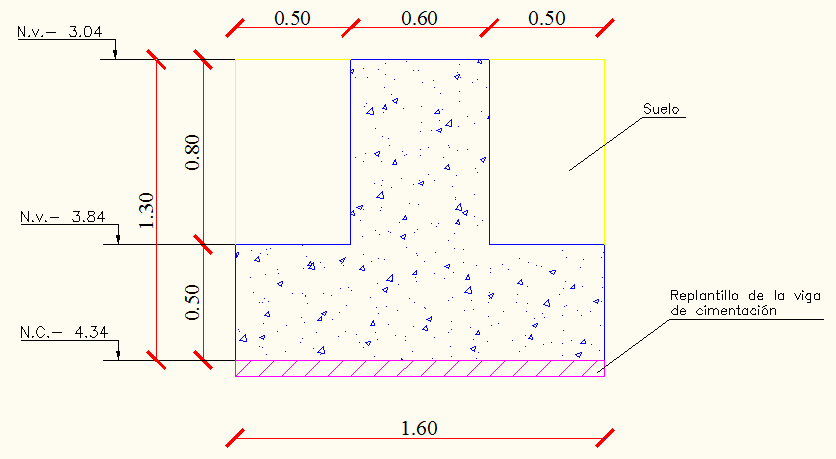 0.50
0.60
0.50
N.v.- 3.04
Suelo
0.80
1.30
N.v.- 3.84
0.50
Replantillo de la viga
de cimentación
N.C.- 4.34
1.60